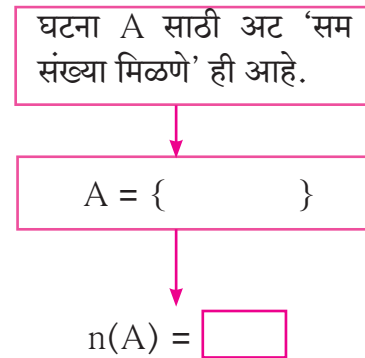 घटना A साठी अट ‘सम
संख्या मिळणे’ ही आहे.
A = { }
n(A) =